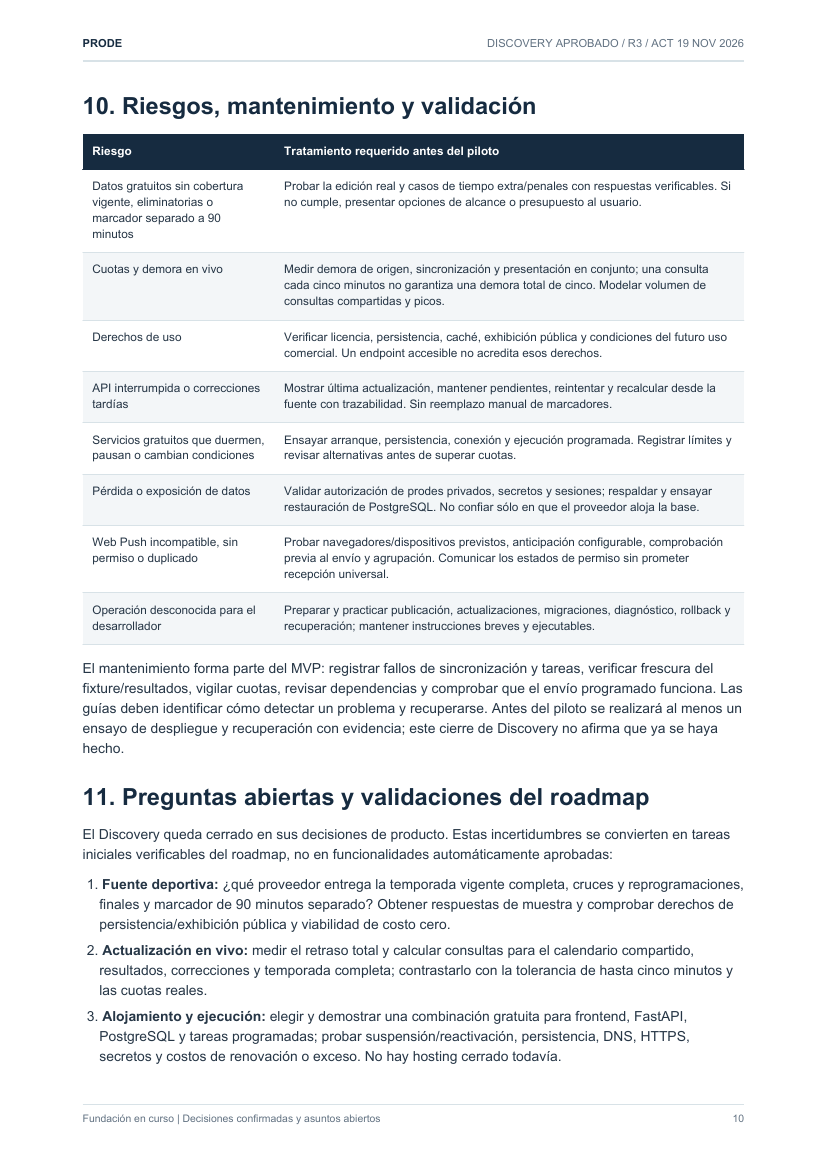 PRODE
DISCOVERY APROBADO / R3 / ACT 19 NOV 2026
10. Riesgos, mantenimiento y validación
Riesgo
Tratamiento requerido antes del piloto
Datos gratuitos sin cobertura
vigente, eliminatorias o
marcador separado a 90
minutos
Probar la edición real y casos de tiempo extra/penales con respuestas verificables. Si
no cumple, presentar opciones de alcance o presupuesto al usuario.
Cuotas y demora en vivo
Medir demora de origen, sincronización y presentación en conjunto; una consulta
cada cinco minutos no garantiza una demora total de cinco. Modelar volumen de
consultas compartidas y picos.
Derechos de uso
Verificar licencia, persistencia, caché, exhibición pública y condiciones del futuro uso
comercial. Un endpoint accesible no acredita esos derechos.
API interrumpida o correcciones
tardías
Mostrar última actualización, mantener pendientes, reintentar y recalcular desde la
fuente con trazabilidad. Sin reemplazo manual de marcadores.
Servicios gratuitos que duermen,
pausan o cambian condiciones
Ensayar arranque, persistencia, conexión y ejecución programada. Registrar límites y
revisar alternativas antes de superar cuotas.
Pérdida o exposición de datos
Validar autorización de prodes privados, secretos y sesiones; respaldar y ensayar
restauración de PostgreSQL. No confiar sólo en que el proveedor aloja la base.
Web Push incompatible, sin
permiso o duplicado
Probar navegadores/dispositivos previstos, anticipación configurable, comprobación
previa al envío y agrupación. Comunicar los estados de permiso sin prometer
recepción universal.
Operación desconocida para el
desarrollador
Preparar y practicar publicación, actualizaciones, migraciones, diagnóstico, rollback y
recuperación; mantener instrucciones breves y ejecutables.
El mantenimiento forma parte del MVP: registrar fallos de sincronización y tareas, verificar frescura del
fixture/resultados, vigilar cuotas, revisar dependencias y comprobar que el envío programado funciona. Las
guías deben identificar cómo detectar un problema y recuperarse. Antes del piloto se realizará al menos un
ensayo de despliegue y recuperación con evidencia; este cierre de Discovery no afirma que ya se haya
hecho.
11. Preguntas abiertas y validaciones del roadmap
El Discovery queda cerrado en sus decisiones de producto. Estas incertidumbres se convierten en tareas
iniciales verificables del roadmap, no en funcionalidades automáticamente aprobadas:
1. Fuente deportiva: ¿qué proveedor entrega la temporada vigente completa, cruces y reprogramaciones,
finales y marcador de 90 minutos separado? Obtener respuestas de muestra y comprobar derechos de
persistencia/exhibición pública y viabilidad de costo cero.
2. Actualización en vivo: medir el retraso total y calcular consultas para el calendario compartido,
resultados, correcciones y temporada completa; contrastarlo con la tolerancia de hasta cinco minutos y
las cuotas reales.
3. Alojamiento y ejecución: elegir y demostrar una combinación gratuita para frontend, FastAPI,
PostgreSQL y tareas programadas; probar suspensión/reactivación, persistencia, DNS, HTTPS,
secretos y costos de renovación o exceso. No hay hosting cerrado todavía.
Fundación en curso | Decisiones confirmadas y asuntos abiertos
10